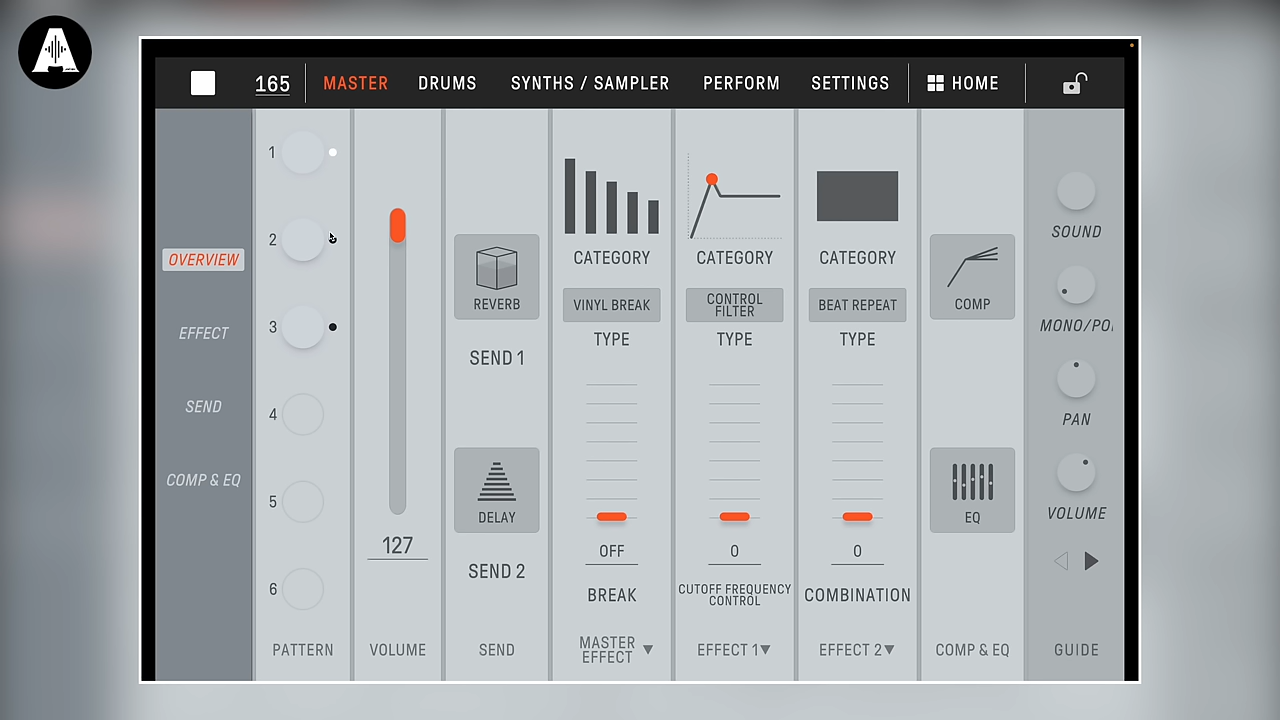 165
MASTER
DRUMS
SYNTHS / SAMPLER
PERFORM
SETTINGS
HOME
OVERVIEW
EFFECT
SEND
COMP & EQ
1
2
3
4
5
6
PATTERN
127
VOLUME
REVERB
SEND 1
DELAY
SEND 2
SEND
CATEGORY
VINYL BREAK
TYPE
OFF
BREAK
MASTER
EFFECT
CATEGORY
CONTROL
FILTER
TYPE
0
CUTOFF FREQUENCY
CONTROL
EFFECT 1
CATEGORY
BEAT REPEAT
TYPE
0
COMBINATION
EFFECT 2
COMP
EQ
COMP & EQ
SOUND
MONO/PO
PAN
VOLUME
GUIDE